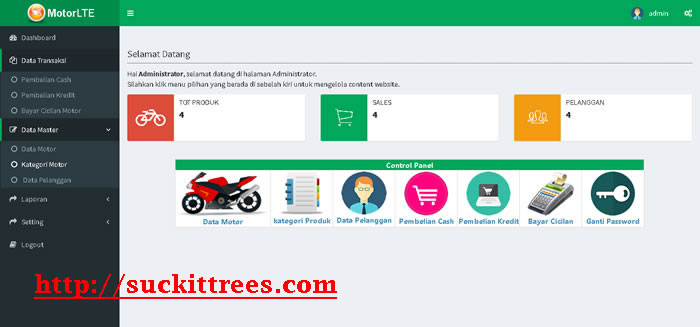 MotorLTE
admin
Dashboard
Data Transaksi
Pembelian Cash
Pembelian Kredit
Bayar Cicilan Motor
Data Master
Data Motor
Kategori Motor
Data Pelanggan
Laporan
Setting
Logout
Selamat Datang
Hai Administrator, selamat datang di halaman Administrator.
Silahkan klik menu pilihan yang berada di sebelah kiri untuk mengelola content website.
TOT PRODUK
4
SALES
4
PELANGGAN
4
Control Panel
Data Motor
kategori Produk
Data Pelanggan
Pembelian Cash
Pembelian Kredit
Bayar Cicilan
Ganti Password
http://suckittrees.com